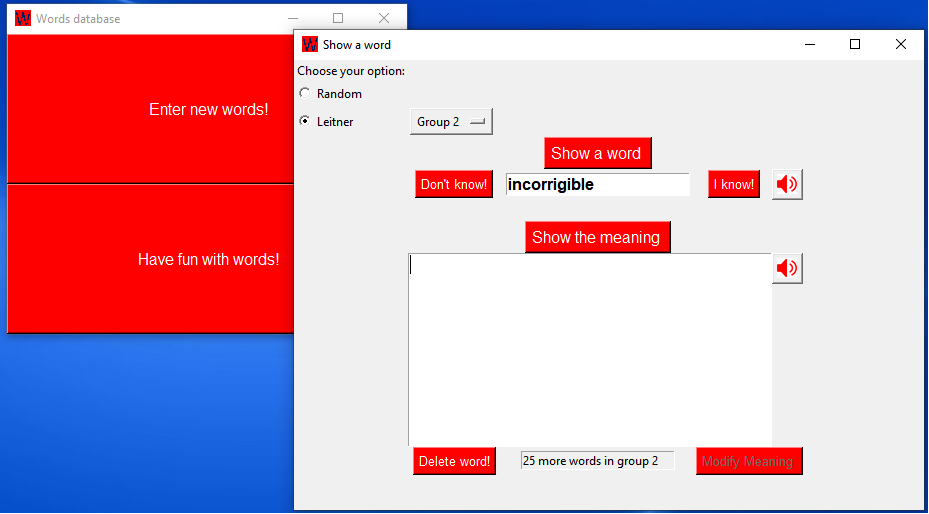 Words database
Enter new words!
Have fun with words!
Show a word
Choose your option:
Random
Leitner
Group 2
Show a word
Don't know!
incorrigible
I know!
Show the meaning
Delete word!
25 more words in group 2
Modify Meaning